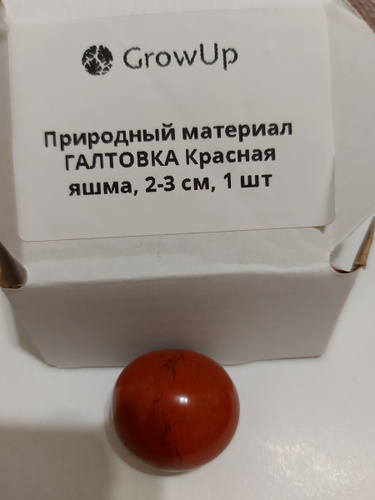 GrowUp
Природный материал
ГАЛТОВКА Красная
яшма, 2-3 см, 1 шт